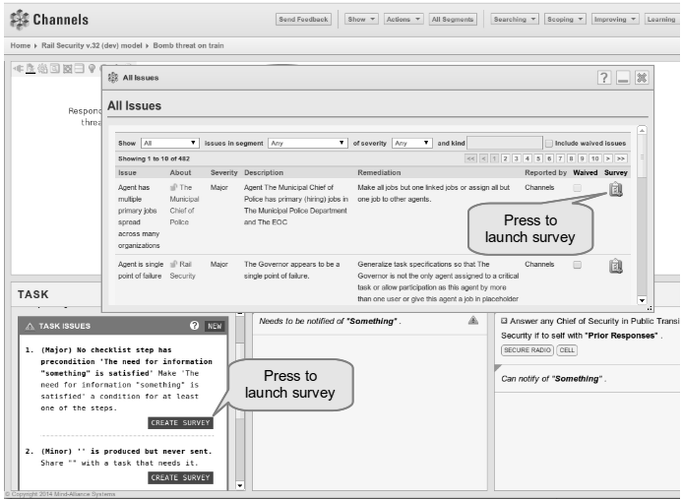 Channels
Send Feedback Show Actions All Segments Searching Scoping Improving Learning
Home Rail Security v.32 (dev) model Bomb threat on train
All Issues
?
Respon
threa
All Issues
Show All Issues in segment Any of severity Any and kind Include waived issues
Showing 1 to 10 of 482 << < 1 2 3 4 5 6 7 8 9 10 > >>
Issue About Severity Description Remediation Reported by Waived Survey
Agent has The Major Agent The Municipal Chief of Make all jobs but one linked jobs or assign all but Channels
multiple Municipal Police has primary (hiring) jobs in one job to other agents.
primary jobs Chief of The Municipal Police Department
spread Police and The EOC
across many
organizations
Press to
launch survey
Agent is single Rail Major The Governor appears to be a Generalize task specifications so that The Channels
point of failure Security single point of failure. Governor is not the only agent assigned to a critical
task or allow participation as this agent by more
than one user or give this agent a job in placeholder
TASK
TASK ISSUES ? NEW
1. (Major) No checklist step has
precondition 'The need for information
"something" is satisfied' Make 'The
need for information "something" is
satisfied' a condition for at least
one of the steps.
CREATE SURVEY
2. (Minor) '' is produced but never sent.
Share "" with a task that needs it.
CREATE SURVEY
Needs to be notified of "Something" .
Press to
launch survey
Answer any Chief of Security in Public Transi
Security if to self with "Prior Responses" .
SECURE RADIO CELL
Can notify of "Something" .
© Copyright 2014 Mind-Alliance Systems